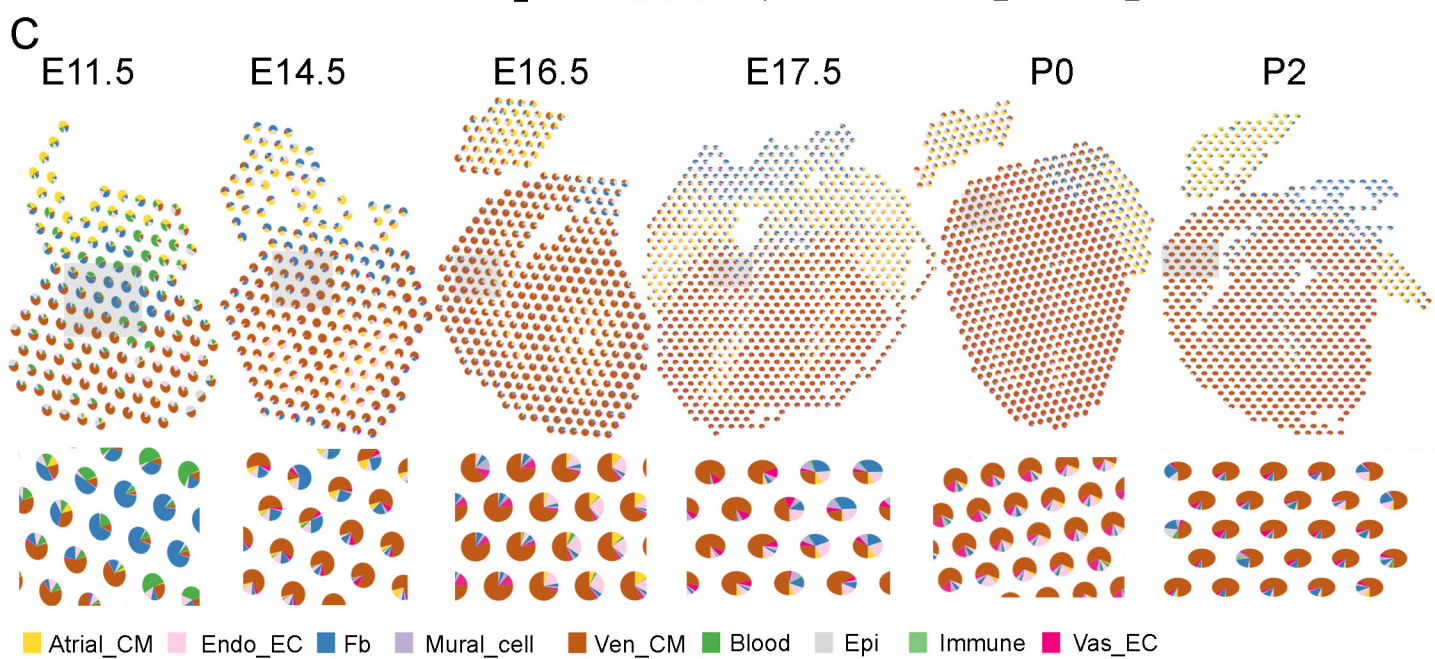 C
E11.5 E14.5 E16.5 E17.5 P0 P2
Atrial_CM Endo_EC Fb Mural_cell Ven_CM Blood Epi Immune Vas_EC